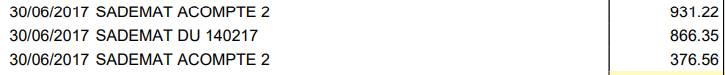 30/06/2017 SADEMAT ACOMPTE 2 931.22
30/06/2017 SADEMAT DU 140217 866.35
30/06/2017 SADEMAT ACOMPTE 2 376.56